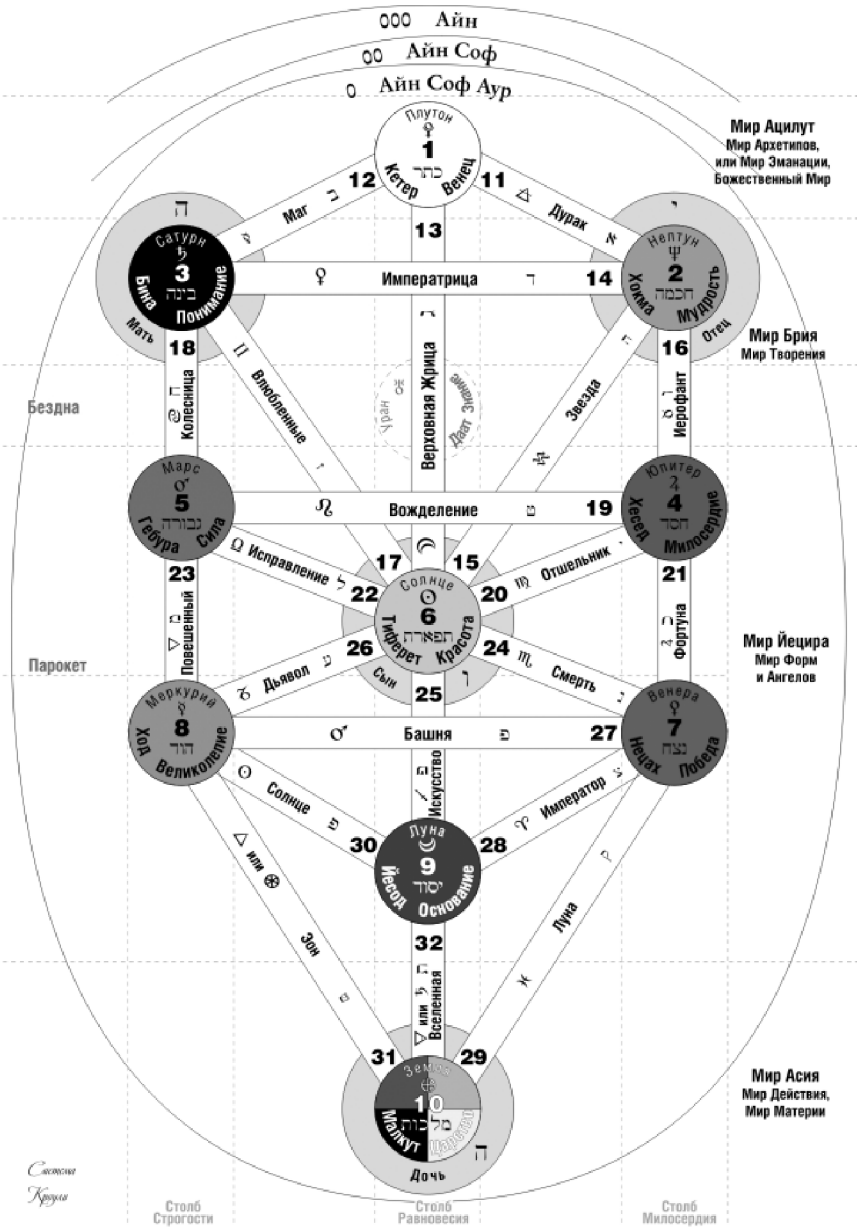 000 Айн
00 Айн Соф
0 Айн Соф Аур
Мир Ацилут
Мир Архетипов,
или Мир Эманации,
Божественный Мир
Плутон
1
כתר
Кетер Венец
12
11
Маг
Дурак
א
13
ה
Сатурн
♄
3
בינה
Бина Понимание
Мать
י
Нептун
♆
2
חכמה
Хокма Мудрость
Отец
♀ Императрица ד 14
Мир Брия
Мир Творения
18
16
Влюбленные
Верховная Жрица
Звезда
Колесница
Иерофант
Уран
Даат Знание
Бездна
Марс
♂
5
גבורה
Гебура Сила
Юпитер
♃
4
חסד
Хесед Милосердие
♌ Вожделение ט 19
17
15
Исправление ל
22
♍ Отшельник
20
23
21
Солнце
☉
6
תפארת
Тиферет Красота
Повешенный
Фортуна
26
24
Дьявол ע
♏ Смерть
Сын
ו
25
Мир Йецира
Мир Форм
и Ангелов
Парокет
Меркурий
☿
8
הוד
Ход Великолепие
Венера
♀
7
נצח
Нецах Победа
♂ Башня פ 27
Искусство
☉ Солнце
30
♈ Император
28
Луна
9
יסוד
Йесод Основание
или
Эон
Луна
♓
32
или
Вселенная
31
29
Земля
10
מלכות
Малкут Царство
ה
Дочь
Мир Асия
Мир Действия,
Мир Материи
Система
Кроули
Столб
Строгости
Столб
Равновесия
Столб
Милосердия